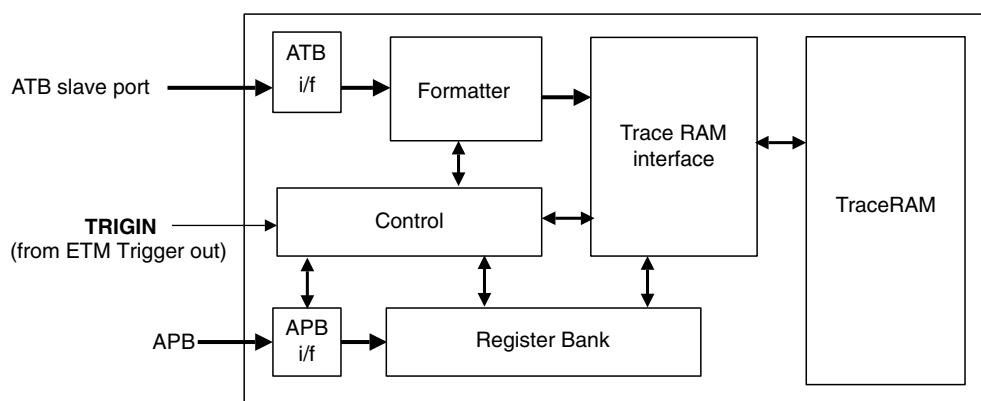 ATB
i/f
ATB slave port
Formatter
Trace RAM
interface
TraceRAM
TRIGIN
(from ETM Trigger out)
Control
APB
APB
i/f
Register Bank